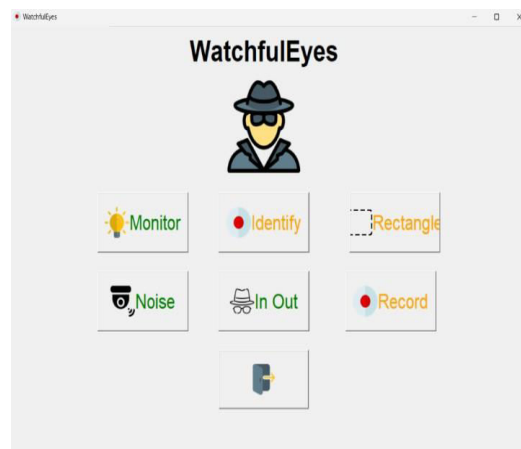 WatchfulEyes
WatchfulEyes
Monitor
Identify
Rectangle
Noise
In Out
Record